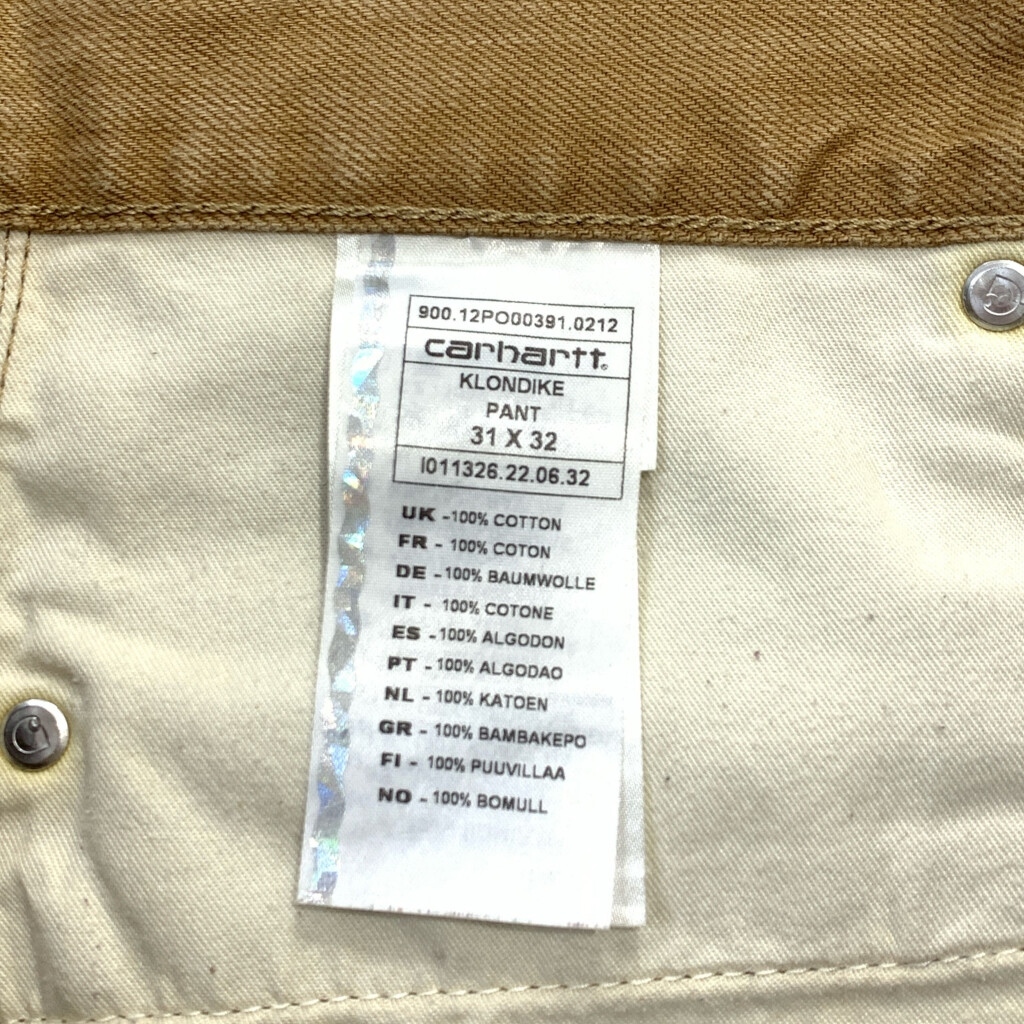 900.12PO00391.0212
carhartt®
KLONDIKE
PANT
31 X 32
I011326.22.06.32
UK -100% COTTON
FR - 100% COTON
DE -100% BAUMWOLLE
IT - 100% COTONE
ES -100% ALGODON
PT -100% ALGODAO
NL - 100% KATOEN
GR - 100% BAMBAKEPO
FI - 100% PUUVILLAA
NO - 100% BOMULL